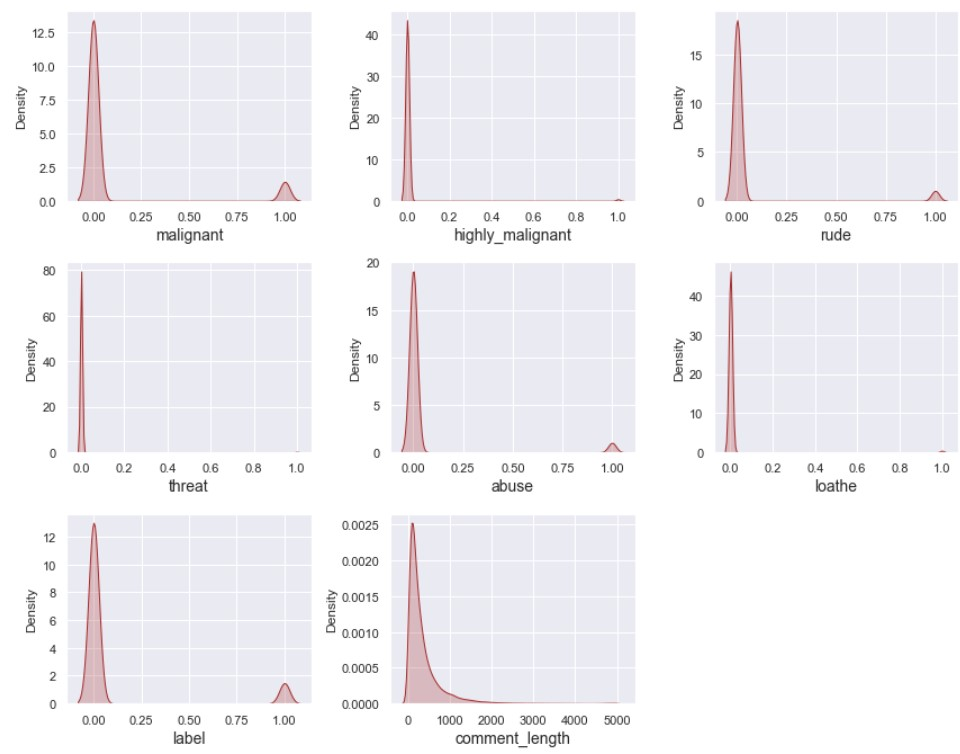 Density
12.5
10.0
7.5
5.0
2.5
0.0
0.00 0.25 0.50 0.75 1.00
malignant
Density
40
30
20
10
0
0.0 0.2 0.4 0.6 0.8 1.0
highly_malignant
Density
15
10
5
0
0.00 0.25 0.50 0.75 1.00
rude
Density
80
60
40
20
0
0.0 0.2 0.4 0.6 0.8 1.0
threat
Density
20
15
10
5
0
0.00 0.25 0.50 0.75 1.00
abuse
Density
40
30
20
10
0
0.0 0.2 0.4 0.6 0.8 1.0
loathe
Density
12
10
8
6
4
2
0
0.00 0.25 0.50 0.75 1.00
label
Density
0.0025
0.0020
0.0015
0.0010
0.0005
0.0000
0 1000 2000 3000 4000 5000
comment_length